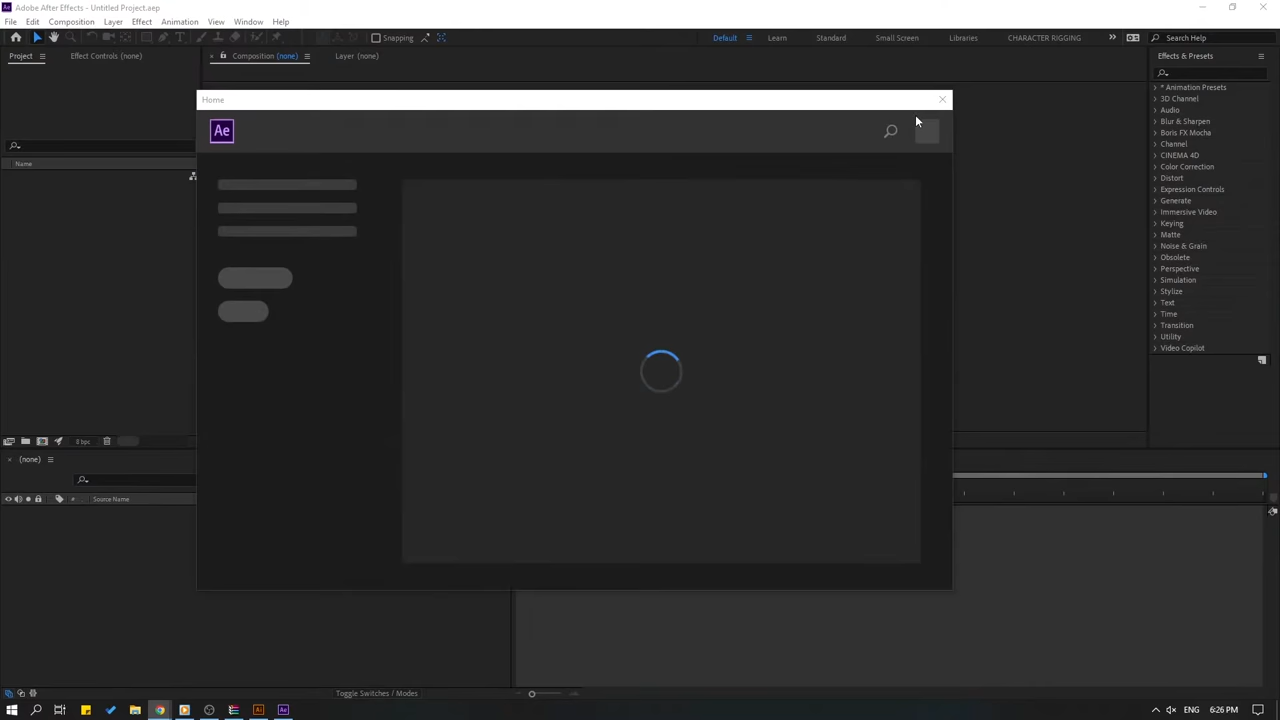 Adobe After Effects - Untitled Project.aep
File Edit Composition Layer Effect Animation View Window Help
Snapping Default Learn Standard Small Screen Libraries CHARACTER RIGGING Search Help
Project Effect Controls (none) Composition (none) Layer (none) Effects & Presets
* Animation Presets
3D Channel
Audio
Blur & Sharpen
Boris FX Mocha
Channel
CINEMA 4D
Color Correction
Distort
Expression Controls
Generate
Immersive Video
Keying
Matte
Noise & Grain
Obsolete
Perspective
Simulation
Stylize
Text
Time
Transition
Utility
Video Copilot
Home
Ae
Name
8 bpc
(none)
# Source Name
Toggle Switches / Modes
Ai Ae ENG 6:26 PM